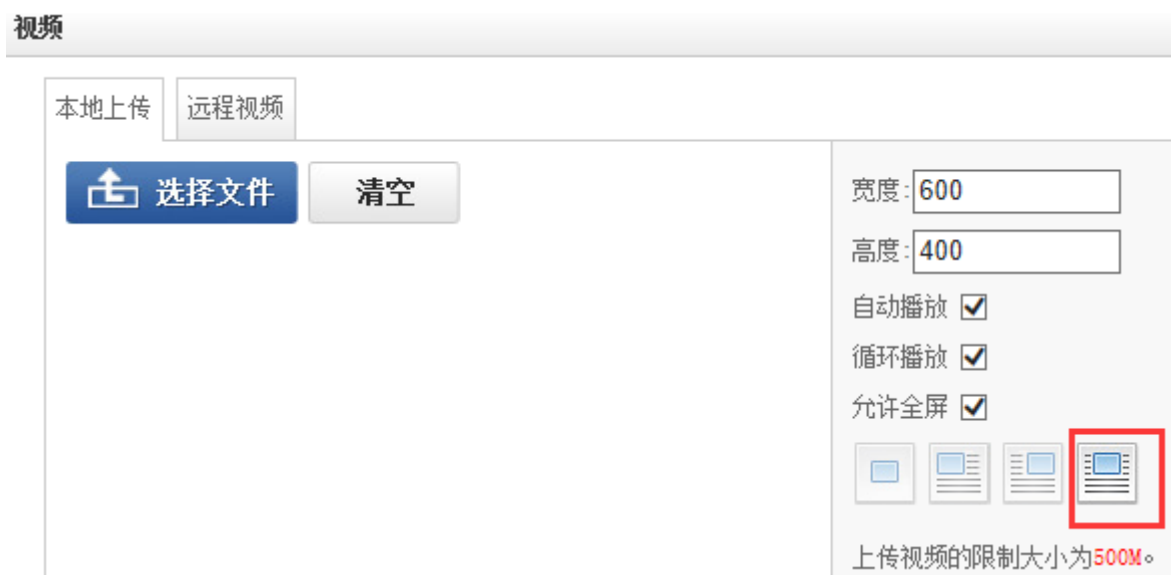 视频
本地上传 远程视频
选择文件 清空
宽度:600
高度:400
自动播放
循环播放
允许全屏
上传视频的限制大小为500M。